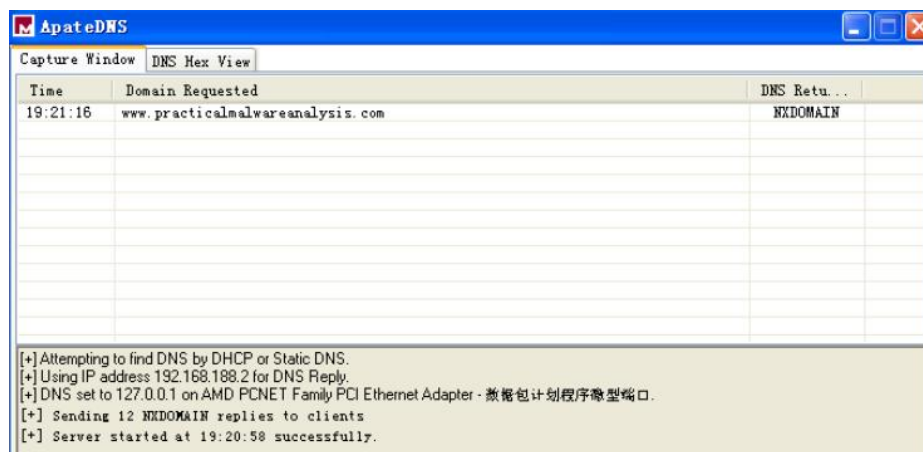 ApateDNS
Capture Window DNS Hex View
Time Domain Requested DNS Retu...
19:21:16 www.practicalmalwareanalysis.com NXDOMAIN
[+] Attempting to find DNS by DHCP or Static DNS.
[+] Using IP address 192.168.188.2 for DNS Reply.
[+] DNS set to 127.0.0.1 on AMD PCNET Family PCI Ethernet Adapter - 数据包计划程序微型端口.
[+] Sending 12 NXDOMAIN replies to clients
[+] Server started at 19:20:58 successfully.